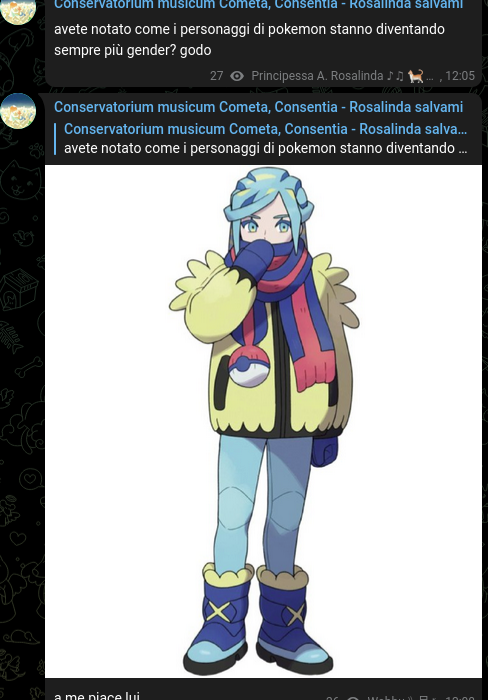 Conservatorium musicum Cometa, Consentia - Rosalinda salvami
avete notato come i personaggi di pokemon stanno diventando
sempre più gender? godo
27 Principessa A. Rosalinda ♪♫ 🐈 … , 12:05
Conservatorium musicum Cometa, Consentia - Rosalinda salvami
Conservatorium musicum Cometa, Consentia - Rosalinda salva…
avete notato come i personaggi di pokemon stanno diventando …
a me piace lui